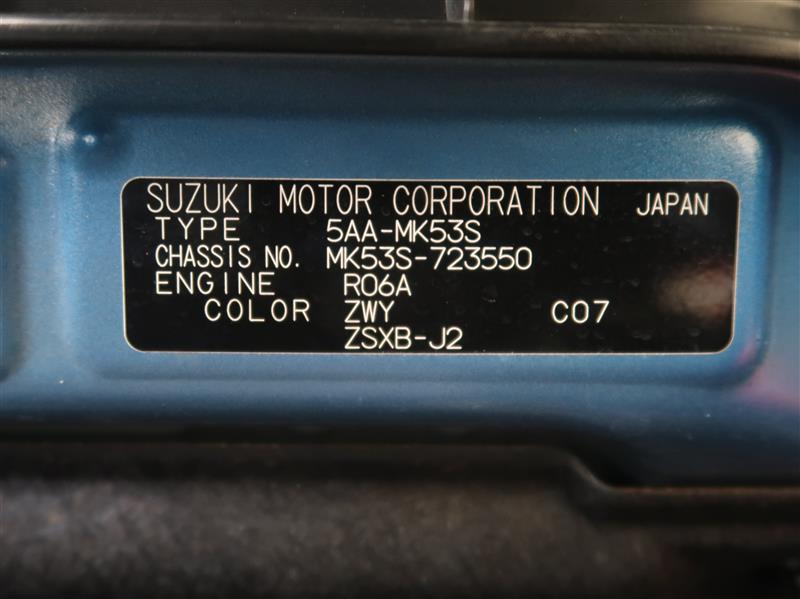 SUZUKI MOTOR CORPORATION JAPAN
TYPE 5AA-MK53S
CHASSIS NO. MK53S-723550
ENGINE R06A
COLOR ZWY C07
ZSXB-J2